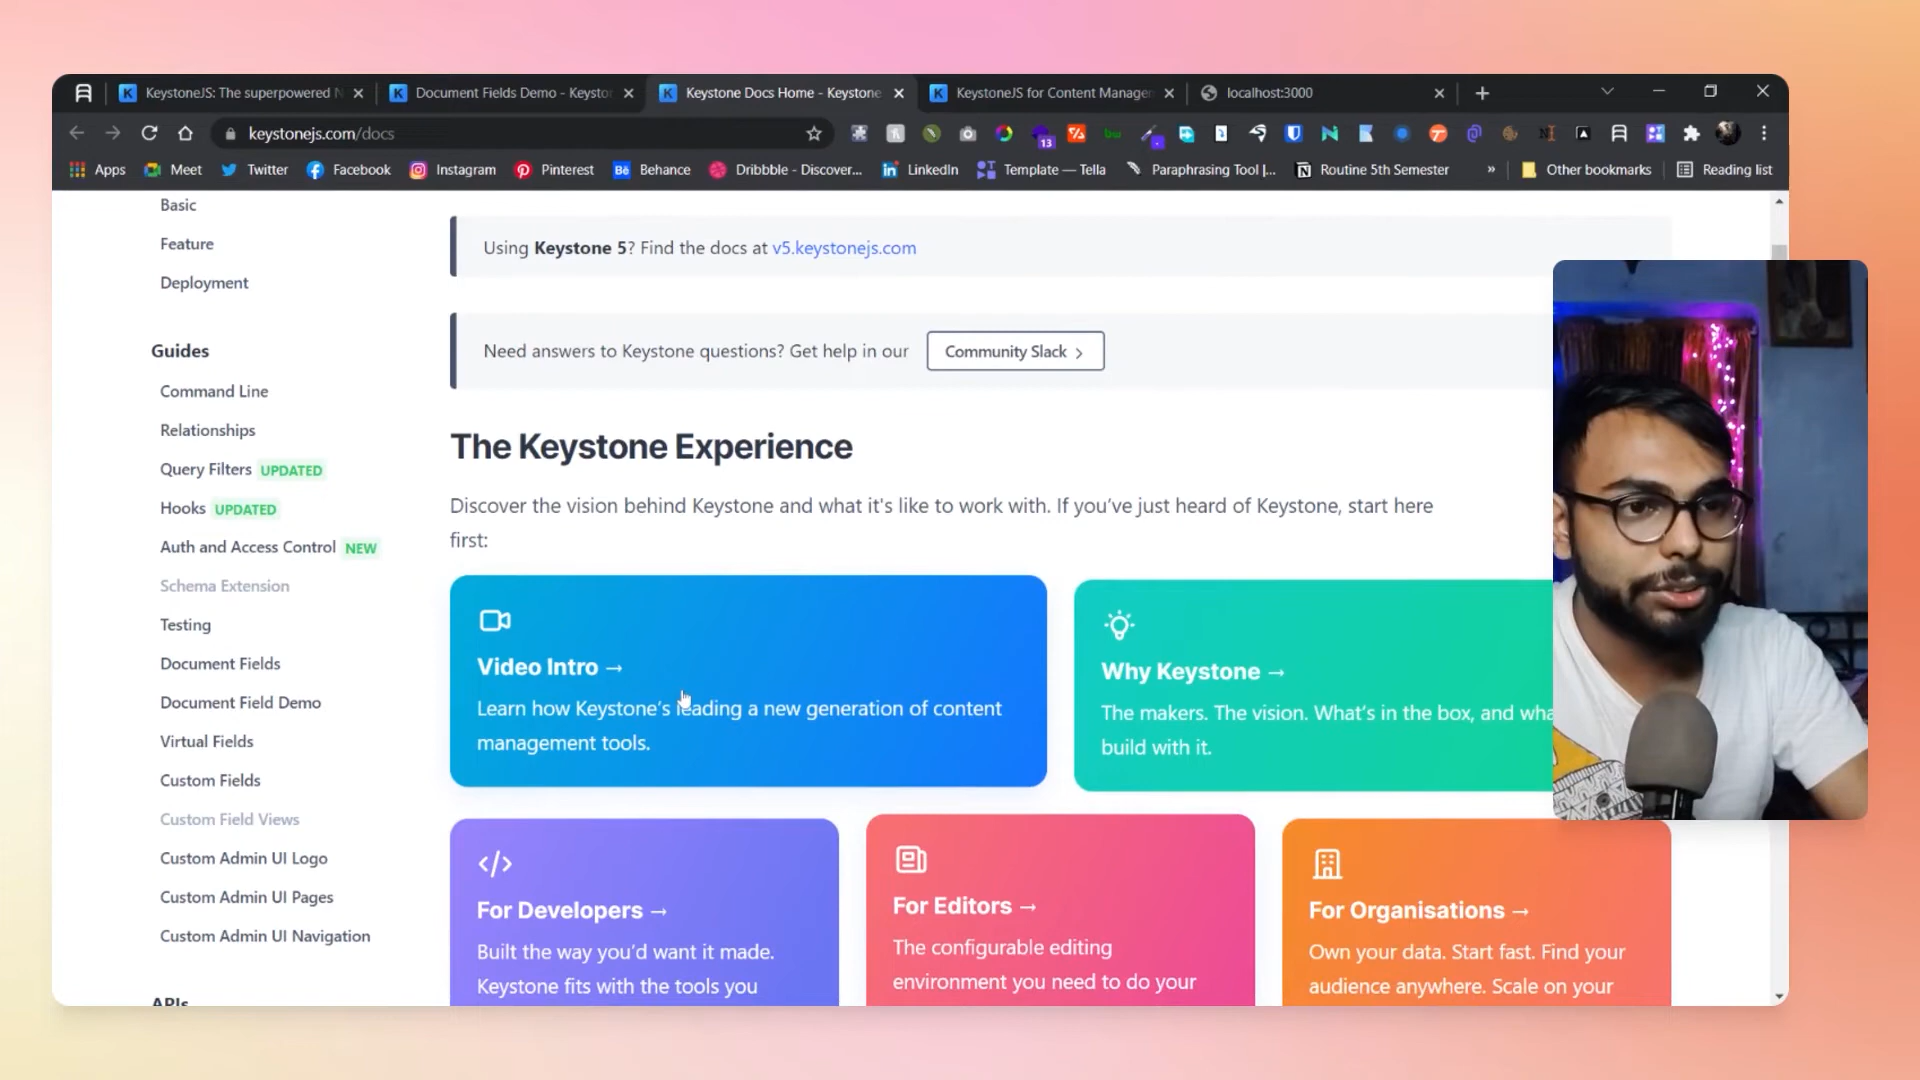 KeystoneJS: The superpowered N
Document Fields Demo - Keysto
Keystone Docs Home - Keystone
KeystoneJS for Content Manage
localhost:3000
keystonejs.com/docs
13
Apps
Meet
Twitter
Facebook
Instagram
Pinterest
Behance
Dribbble - Discover...
LinkedIn
Template — Tella
Paraphrasing Tool |...
Routine 5th Semester
»
Other bookmarks
Reading list
Basic
Feature
Deployment
Guides
Command Line
Relationships
Query Filters UPDATED
Hooks UPDATED
Auth and Access Control NEW
Schema Extension
Testing
Document Fields
Document Field Demo
Virtual Fields
Custom Fields
Custom Field Views
Custom Admin UI Logo
Custom Admin UI Pages
Custom Admin UI Navigation
APIs
Using Keystone 5? Find the docs at v5.keystonejs.com
Need answers to Keystone questions? Get help in our
Community Slack >
The Keystone Experience
Discover the vision behind Keystone and what it's like to work with. If you've just heard of Keystone, start here
first:
Video Intro →
Learn how Keystone's leading a new generation of content
management tools.
Why Keystone →
The makers. The vision. What's in the box, and wha
build with it.
</> 
For Developers →
Built the way you'd want it made.
Keystone fits with the tools you
For Editors →
The configurable editing
environment you need to do your
For Organisations →
Own your data. Start fast. Find your
audience anywhere. Scale on your